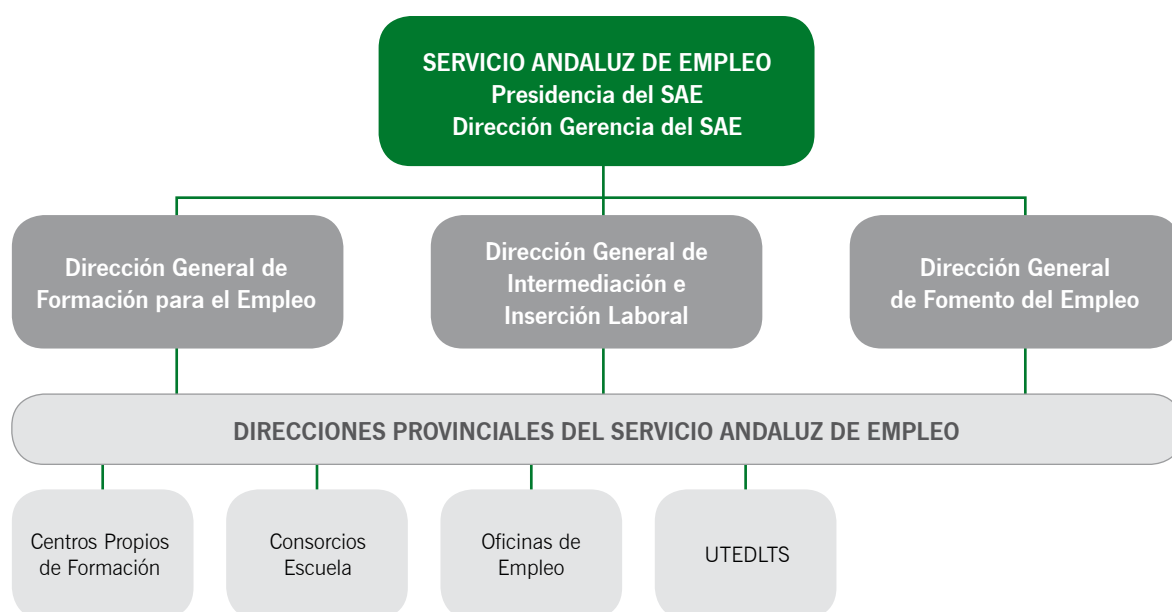 SERVICIO ANDALUZ DE EMPLEO
Presidencia del SAE
Dirección Gerencia del SAE
Dirección General de
Formación para el Empleo
Dirección General de
Intermediación e
Inserción Laboral
Dirección General
de Fomento del Empleo
DIRECCIONES PROVINCIALES DEL SERVICIO ANDALUZ DE EMPLEO
Centros Propios
de Formación
Consorcios
Escuela
Oficinas de
Empleo
UTEDLTS